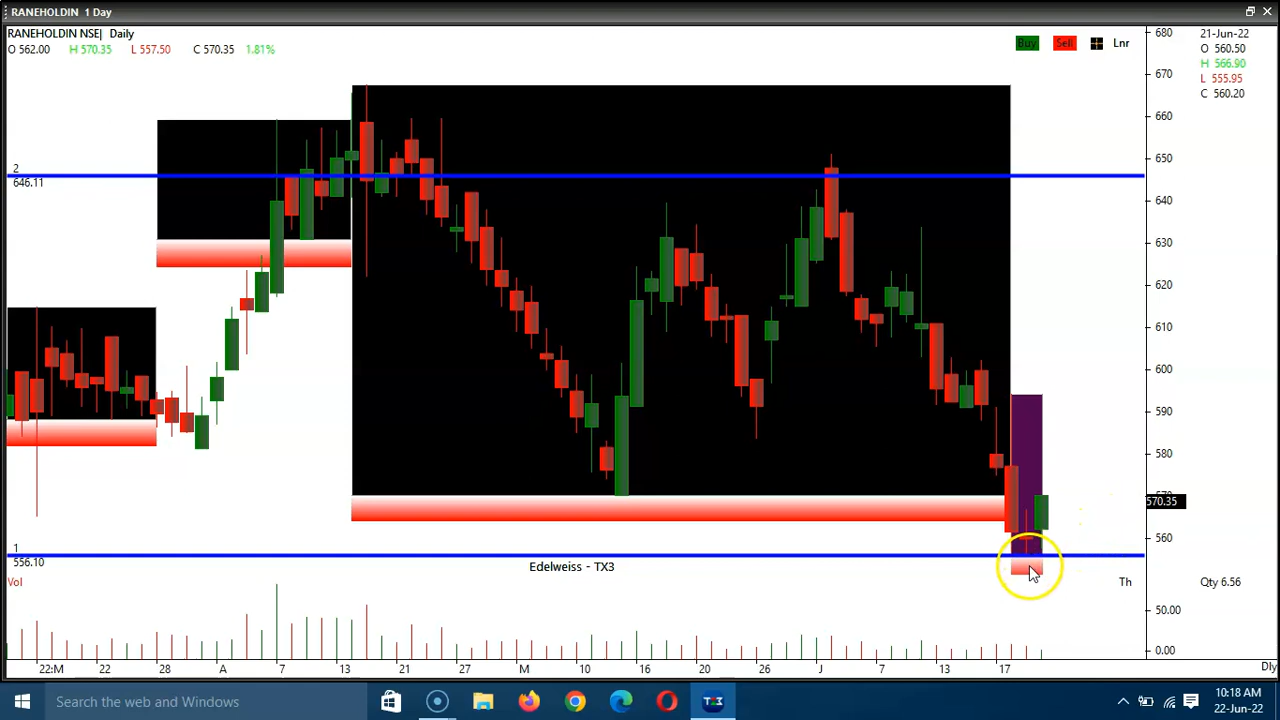 RANEHOLDIN 1 Day
RANEHOLDIN NSE| Daily
O 562.00 H 570.35 L 557.50 C 570.35 1.81%
Buy Sell Lnr
21-Jun-22
O 560.50
H 566.90
L 555.95
C 560.20
680
670
660
650
640
630
620
610
600
590
580
570.35
560
2
646.11
1
556.10
Edelweiss - TX3
Vol
Th
Qty 6.56
50.00
0.00
22:M 22 28 A 7 13 21 27 M 10 16 20 26 J 7 13 17 Dly
Search the web and Windows
TX3
10:18 AM
22-Jun-22